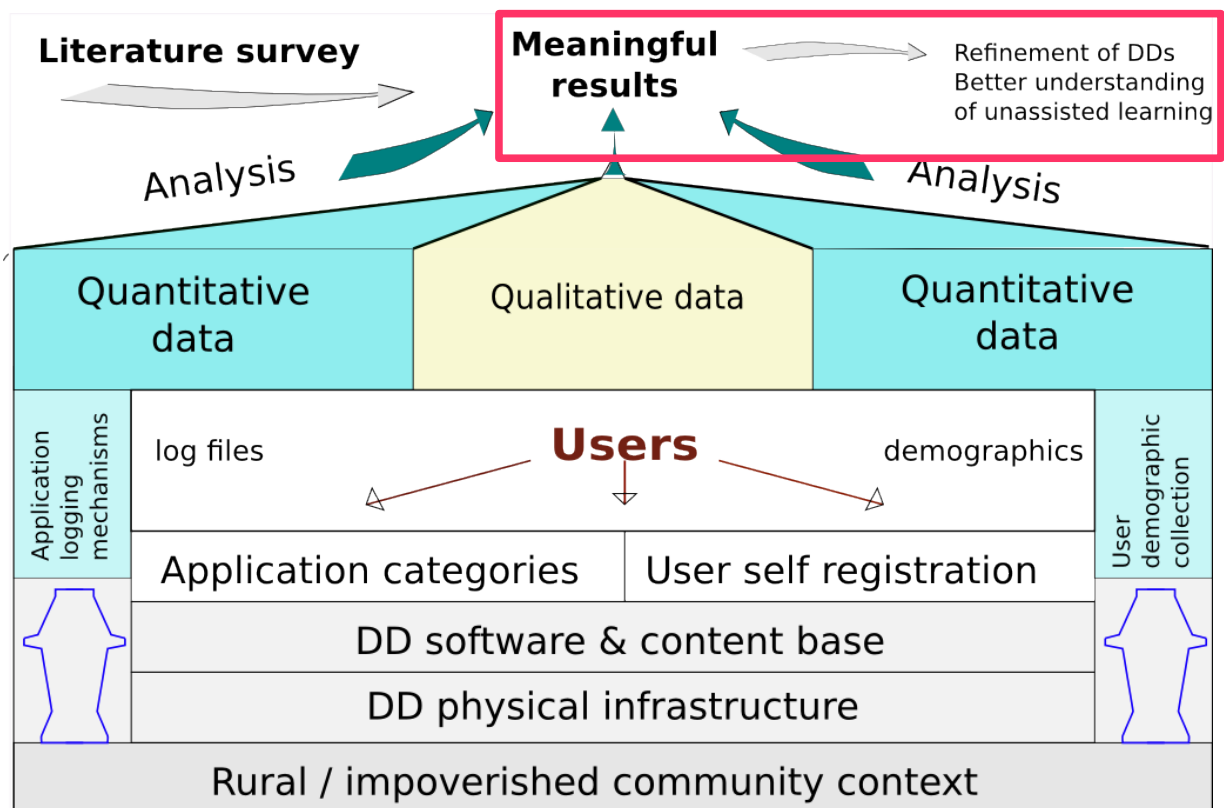 Literature survey
Meaningful
results
Refinement of DDs
Better understanding
of unassisted learning
Analysis
Analysis
Quantitative
data
Qualitative data
Quantitative
data
Application
logging
mechanisms
log files
Users
demographics
User
demographic
collection
Application categories
User self registration
DD software & content base
DD physical infrastructure
Rural / impoverished community context